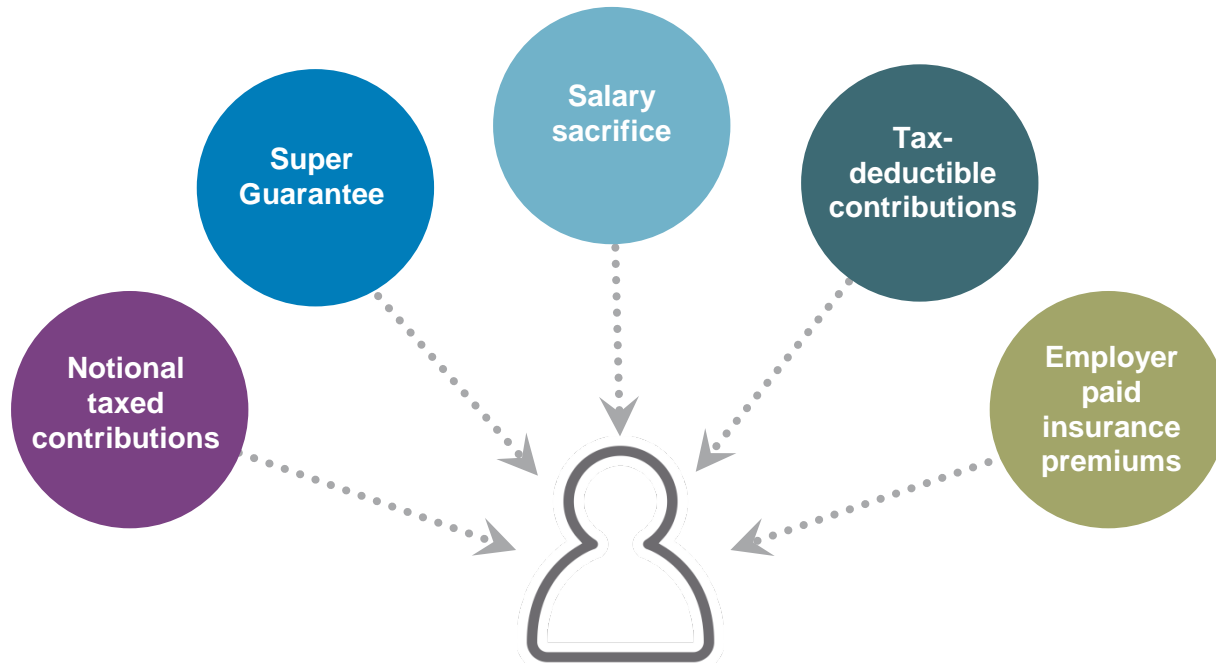 Notional
taxed
contributions
Super
Guarantee
Salary
sacrifice
Tax-
deductible
contributions
Employer
paid
insurance
premiums